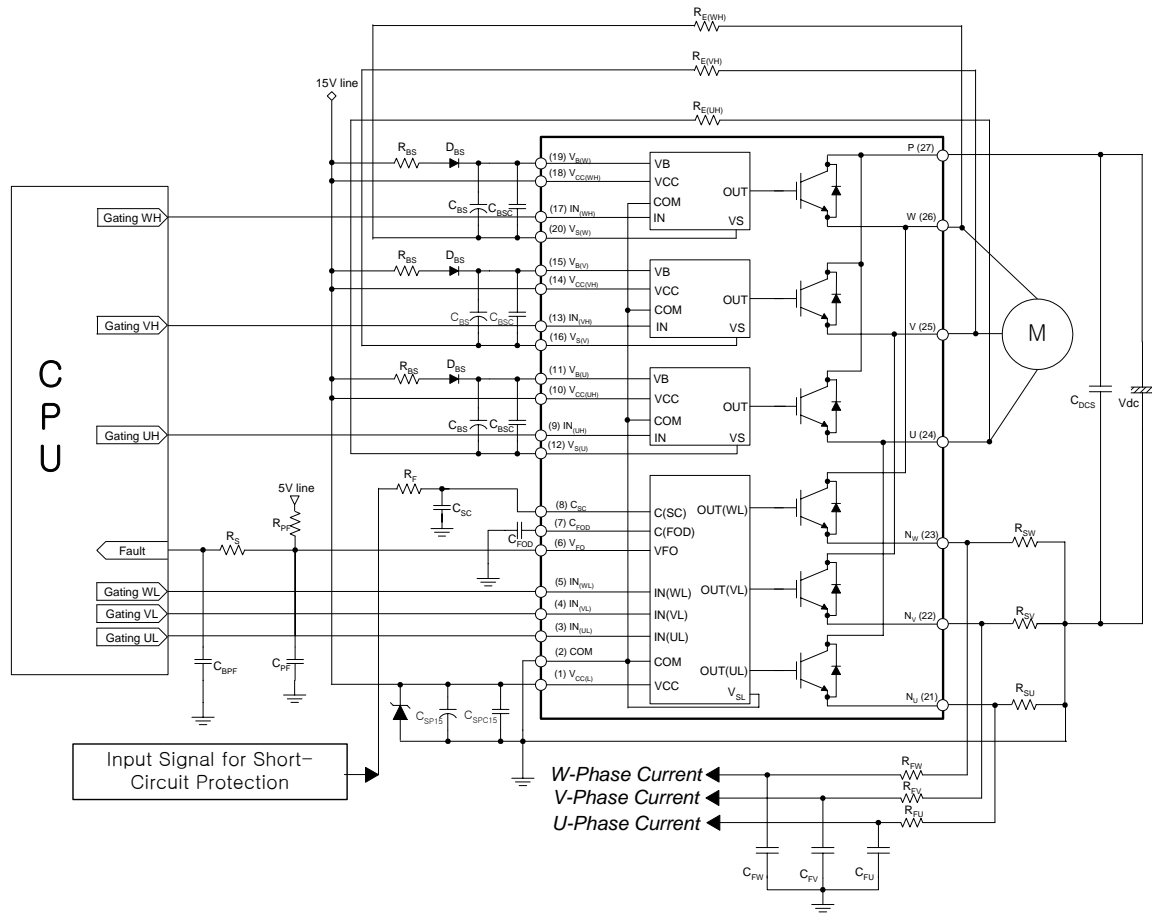 R_E(WH)
R_E(VH)
15V line
R_E(UH)
R_BS
D_BS
(19) V_B(W)
VB
P (27)
(18) V_CC(WH)
VCC
C_BS
C_BSC
COM
OUT
Gating WH
(17) IN_(WH)
IN
VS
W (26)
(20) V_S(W)
R_BS
D_BS
(15) V_B(V)
VB
(14) V_CC(VH)
VCC
C_BS
C_BSC
COM
OUT
Gating VH
(13) IN_(VH)
IN
VS
V (25)
M
(16) V_S(V)
C
P
U
R_BS
D_BS
(11) V_B(U)
VB
(10) V_CC(UH)
VCC
C_DCS
Vdc
C_BS
C_BSC
COM
OUT
Gating UH
(9) IN_(UH)
IN
VS
U (24)
(12) V_S(U)
R_F
5V line
C_SC
(8) C_SC
C(SC)
OUT(WL)
R_PF
(7) C_FOD
C(FOD)
R_S
C_FOD
Fault
(6) V_FO
VFO
N_W (23)
R_SW
Gating WL
(5) IN_(WL)
IN(WL)
OUT(VL)
Gating VL
(4) IN_(VL)
IN(VL)
N_V (22)
R_SV
Gating UL
(3) IN_(UL)
IN(UL)
C_BPF
C_PF
(2) COM
COM
OUT(UL)
(1) V_CC(L)
VCC
V_SL
C_SP15
C_SPC15
N_U (21)
R_SU
Input Signal for Short-
Circuit Protection
W-Phase Current
R_FW
V-Phase Current
R_FV
U-Phase Current
R_FU
C_FW
C_FV
C_FU